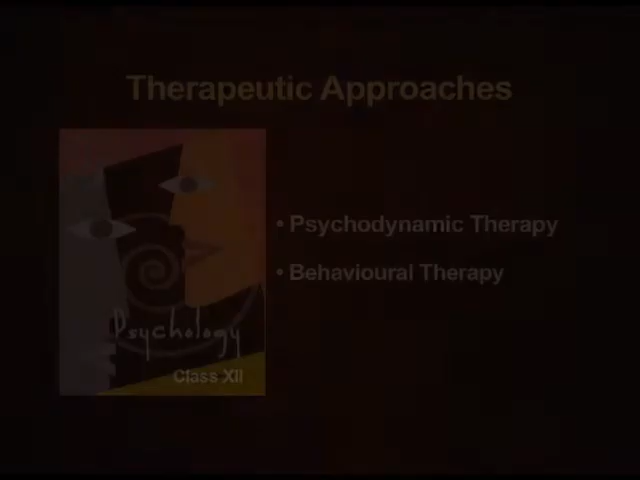 Therapeutic Approaches
• Psychodynamic Therapy
• Behavioural Therapy
Psychology
Class XII